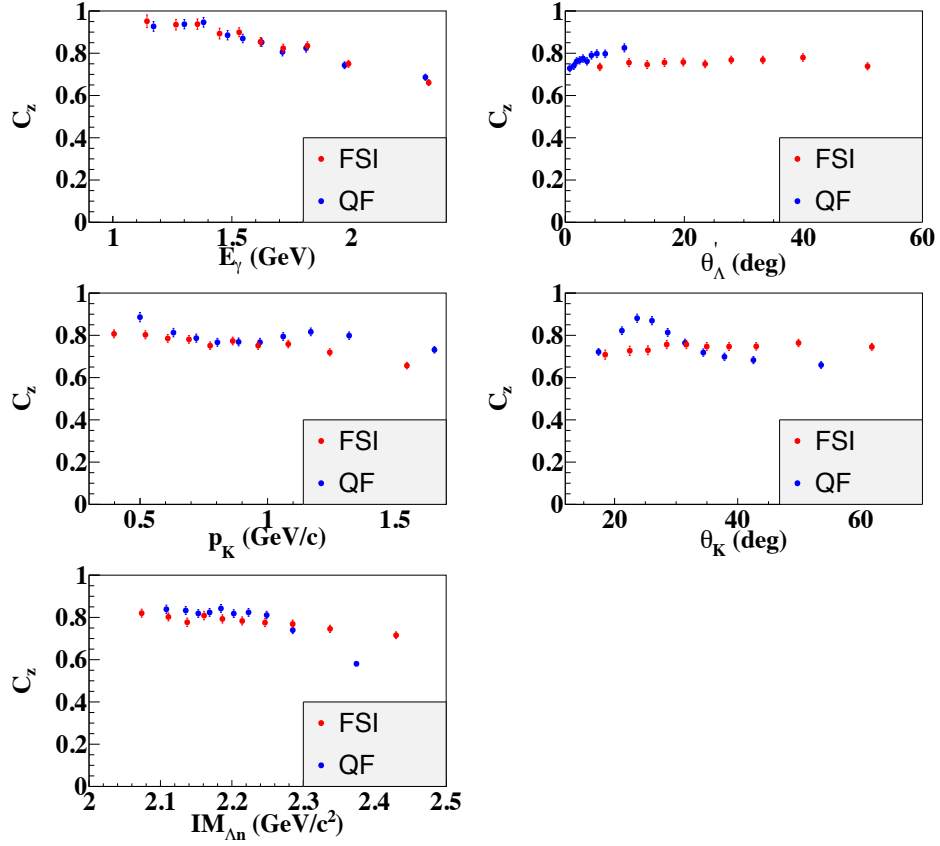 1
0.8
0.6
0.4
0.2
0
C_z
FSI
QF
1 1.5 2
E_γ (GeV)
1
0.8
0.6
0.4
0.2
0
C_z
FSI
QF
0 20 40 60
θ'_Λ (deg)
1
0.8
0.6
0.4
0.2
0
C_z
FSI
QF
0.5 1 1.5
p_K (GeV/c)
1
0.8
0.6
0.4
0.2
0
C_z
FSI
QF
20 40 60
θ_K (deg)
1
0.8
0.6
0.4
0.2
0
C_z
FSI
QF
2 2.1 2.2 2.3 2.4 2.5
IM_Λn (GeV/c²)